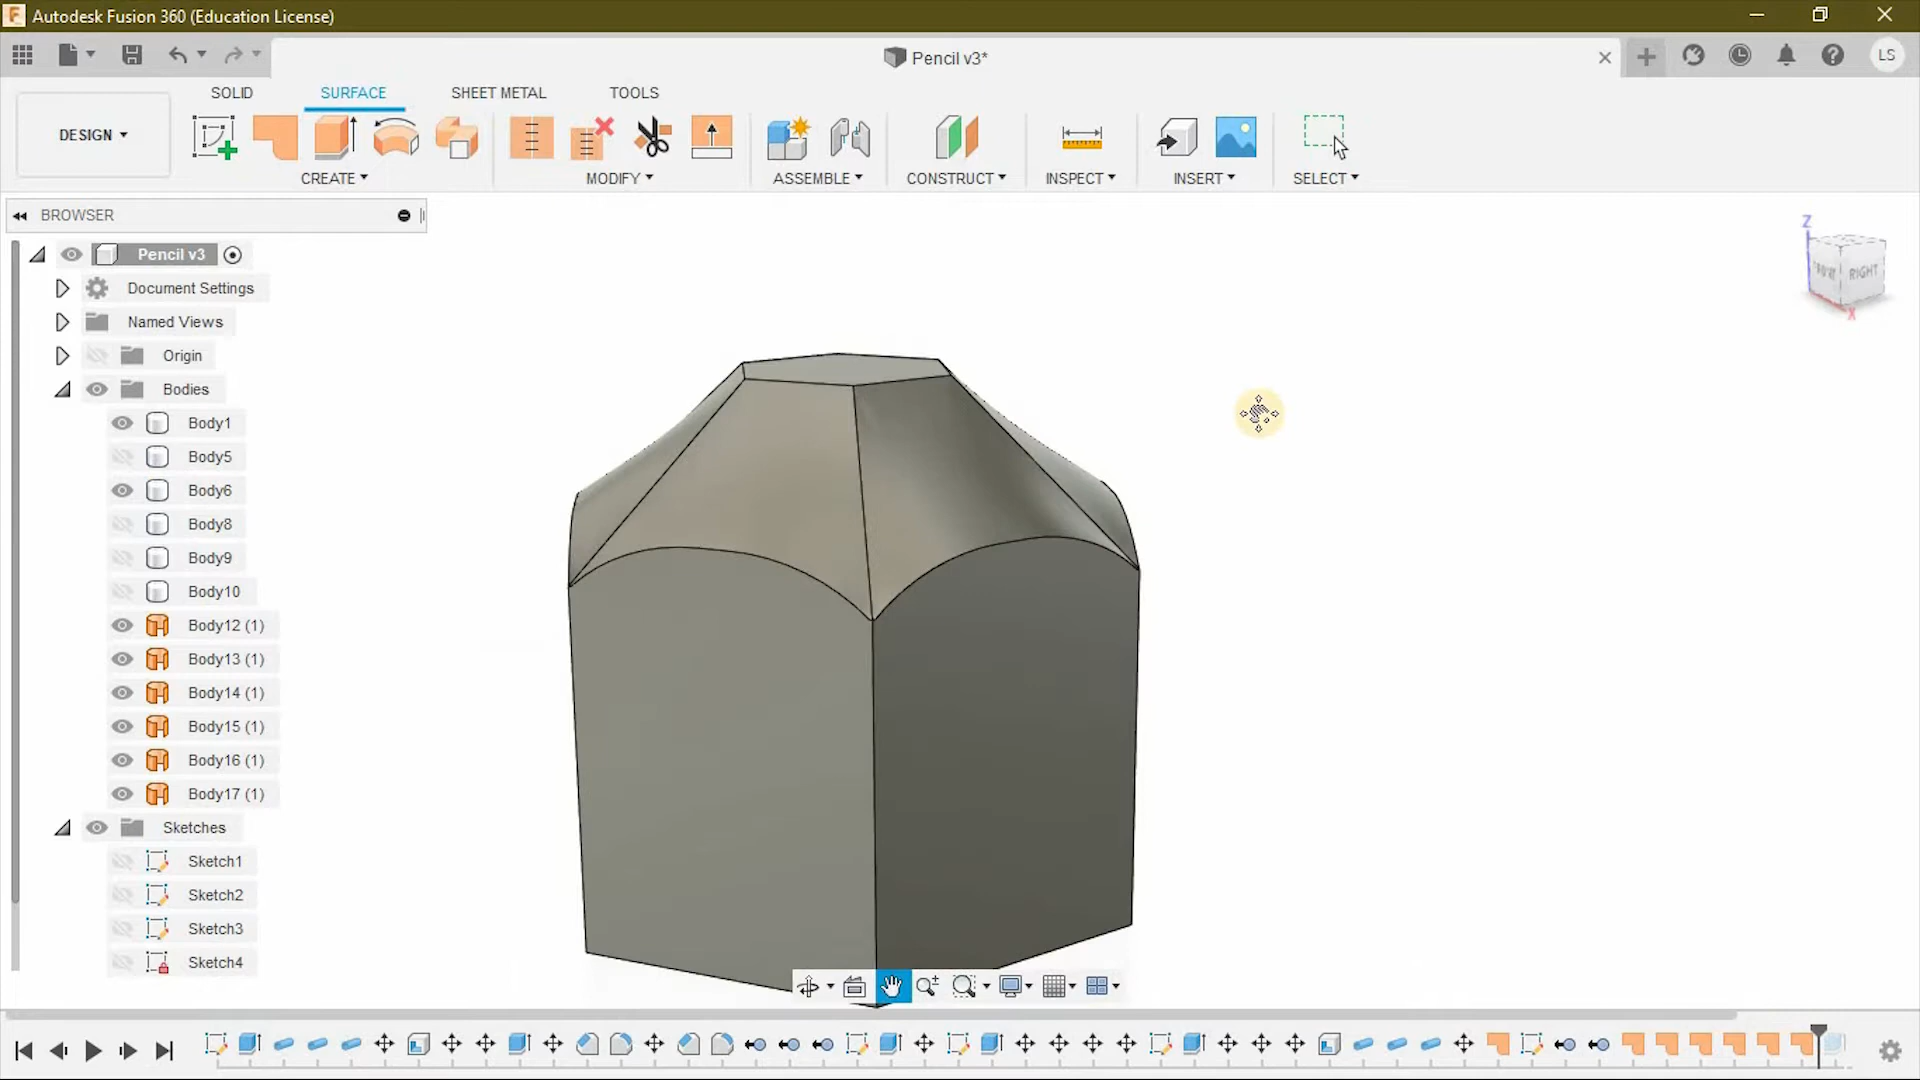 Autodesk Fusion 360 (Education License)
Pencil v3*
LS
SOLID SURFACE SHEET METAL TOOLS
DESIGN
CREATE MODIFY ASSEMBLE CONSTRUCT INSPECT INSERT SELECT
BROWSER
Pencil v3
Document Settings
Named Views
Origin
Bodies
Body1
Body5
Body6
Body8
Body9
Body10
Body12 (1)
Body13 (1)
Body14 (1)
Body15 (1)
Body16 (1)
Body17 (1)
Sketches
Sketch1
Sketch2
Sketch3
Sketch4
Z
FRONT RIGHT
X